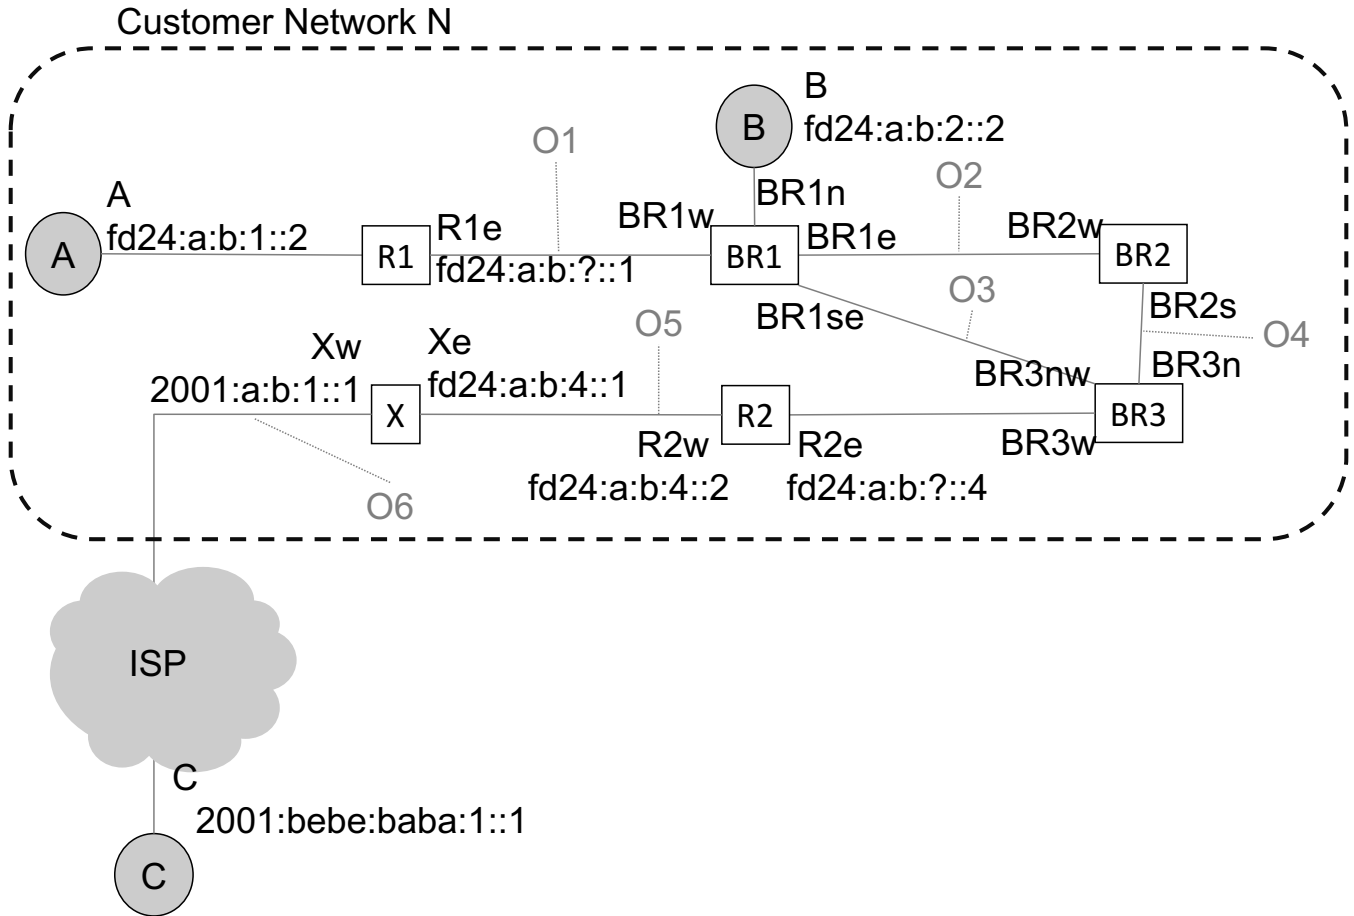 Customer Network N
B
B
fd24:a:b:2::2
O1
O2
A
fd24:a:b:1::2
A
R1
R1e
fd24:a:b:?::1
BR1w
BR1n
BR1
BR1e
BR2w
BR2
BR1se
O3
BR2s
O4
BR3n
O5
Xw
2001:a:b:1::1
X
Xe
fd24:a:b:4::1
R2
BR3nw
BR3
R2w
fd24:a:b:4::2
R2e
fd24:a:b:?::4
BR3w
O6
ISP
C
2001:bebe:baba:1::1
C